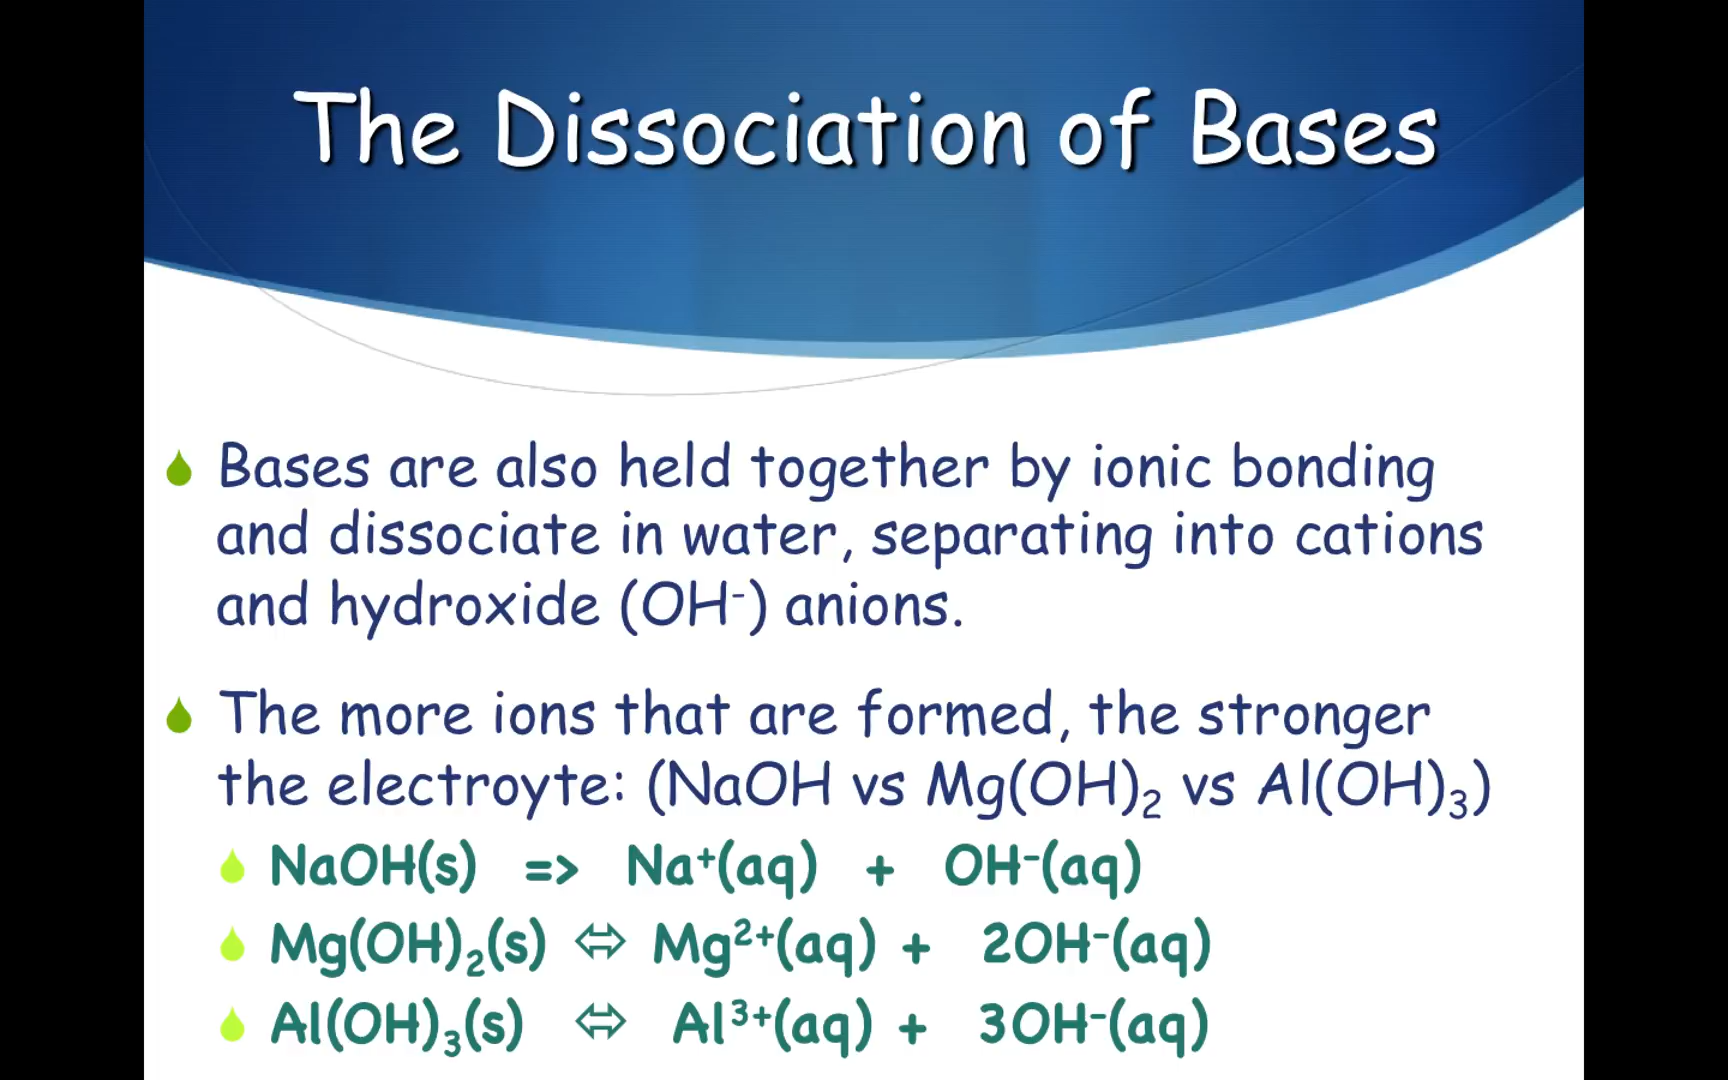 The Dissociation of Bases
Bases are also held together by ionic bonding
and dissociate in water, separating into cations
and hydroxide (OH⁻) anions.
The more ions that are formed, the stronger
the electroyte: (NaOH vs Mg(OH)₂ vs Al(OH)₃)
NaOH(s) => Na⁺(aq) + OH⁻(aq)
Mg(OH)₂(s) ⬄ Mg²⁺(aq) + 2OH⁻(aq)
Al(OH)₃(s) ⬄ Al³⁺(aq) + 3OH⁻(aq)